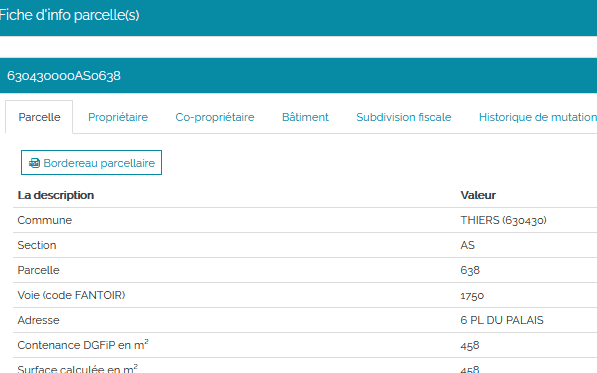 Fiche d'info parcelle(s)
630430000AS0638
Parcelle Propriétaire Co-propriétaire Bâtiment Subdivision fiscale Historique de mutation
Bordereau parcellaire
La description Valeur
Commune THIERS (630430)
Section AS
Parcelle 638
Voie (code FANTOIR) 1750
Adresse 6 PL DU PALAIS
Contenance DGFiP en m² 458
Surface calculée en m² 458